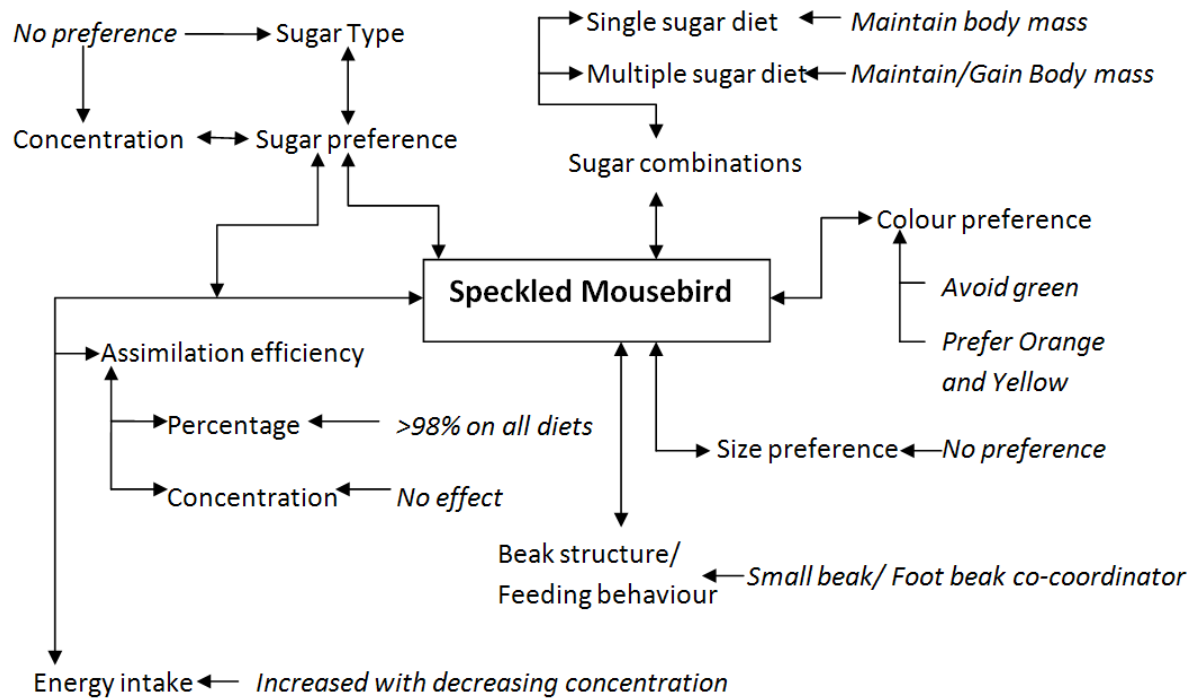 No preference
Sugar Type
Single sugar diet
Maintain body mass
Multiple sugar diet
Maintain/Gain Body mass
Concentration
Sugar preference
Sugar combinations
Colour preference
Speckled Mousebird
Avoid green
Prefer Orange
and Yellow
Assimilation efficiency
Percentage
>98% on all diets
Size preference
No preference
Concentration
No effect
Beak structure/
Feeding behaviour
Small beak/ Foot beak co-coordinator
Energy intake
Increased with decreasing concentration